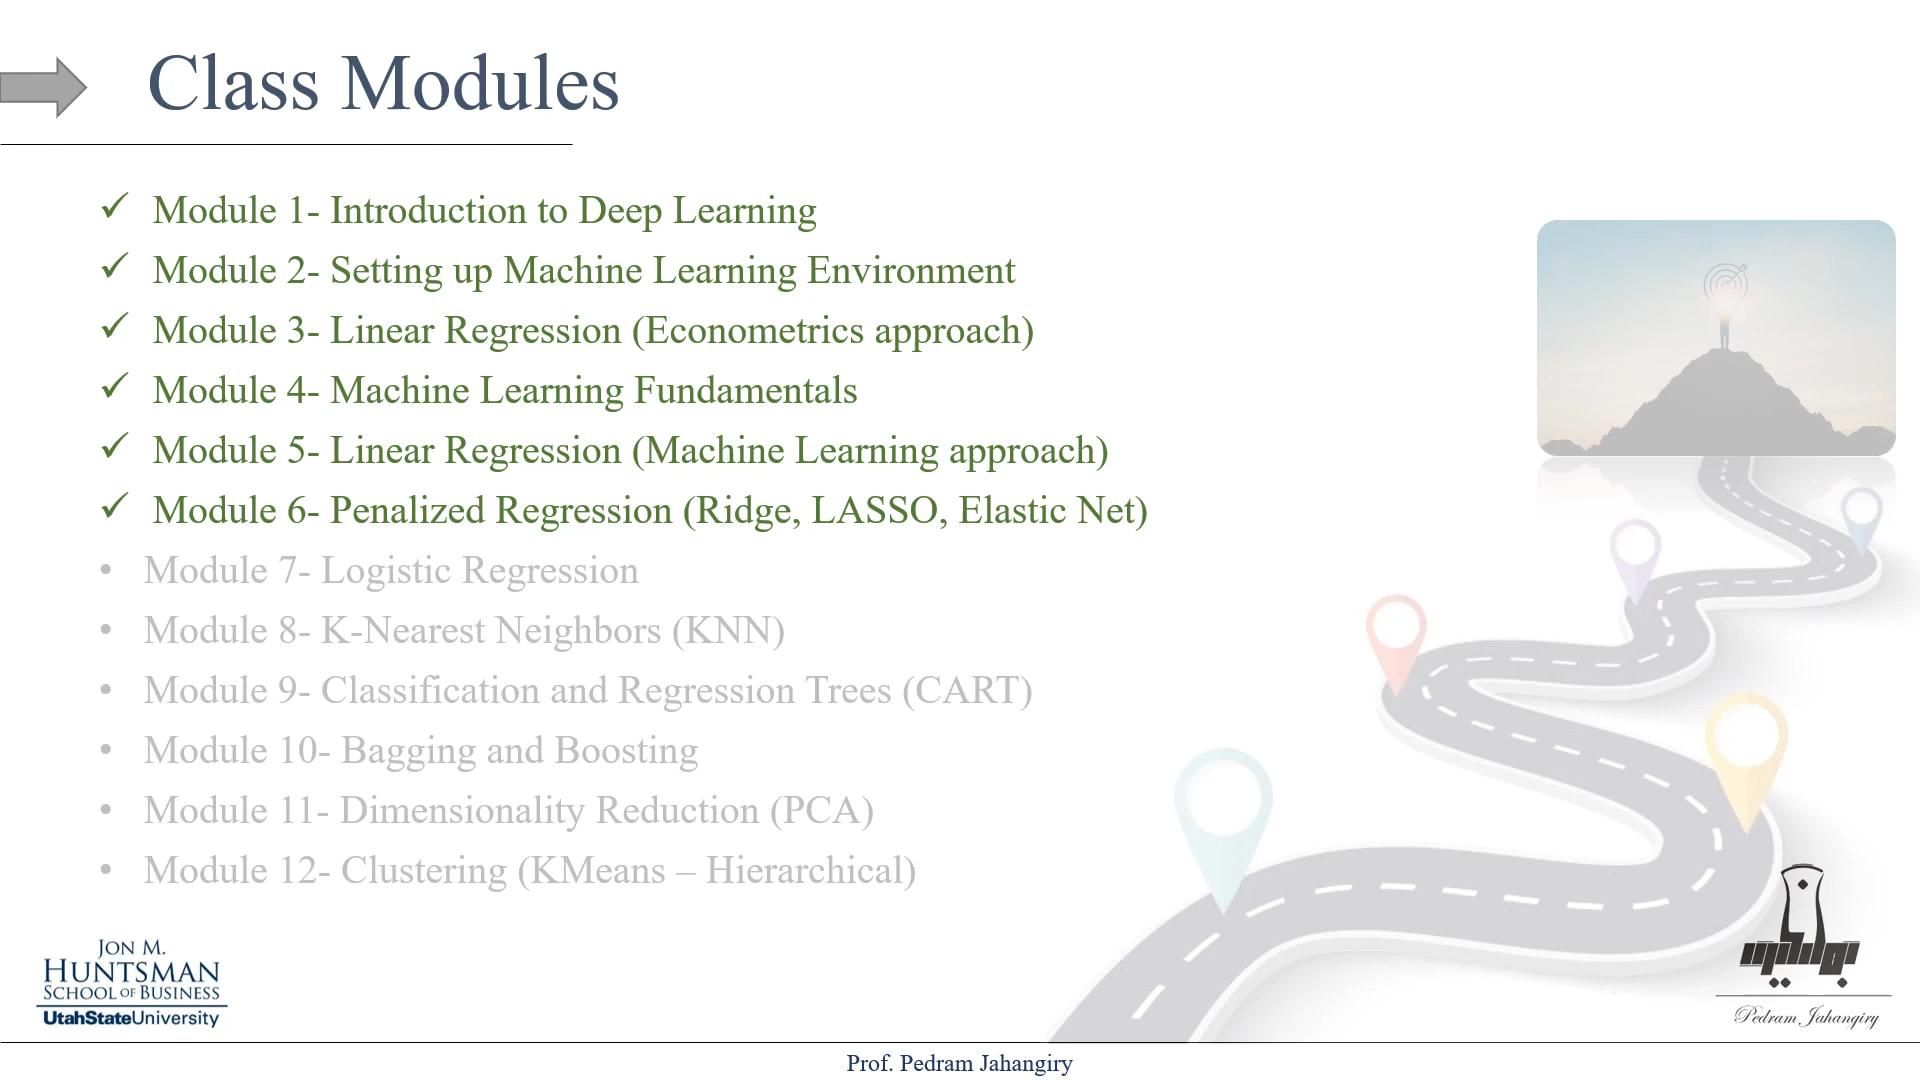 Class Modules
✓ Module 1- Introduction to Deep Learning
✓ Module 2- Setting up Machine Learning Environment
✓ Module 3- Linear Regression (Econometrics approach)
✓ Module 4- Machine Learning Fundamentals
✓ Module 5- Linear Regression (Machine Learning approach)
✓ Module 6- Penalized Regression (Ridge, LASSO, Elastic Net)
• Module 7- Logistic Regression
• Module 8- K-Nearest Neighbors (KNN)
• Module 9- Classification and Regression Trees (CART)
• Module 10- Bagging and Boosting
• Module 11- Dimensionality Reduction (PCA)
• Module 12- Clustering (KMeans – Hierarchical)
JON M.
HUNTSMAN
SCHOOL OF BUSINESS
UtahStateUniversity
Pedram Jahangiry
Prof. Pedram Jahangiry